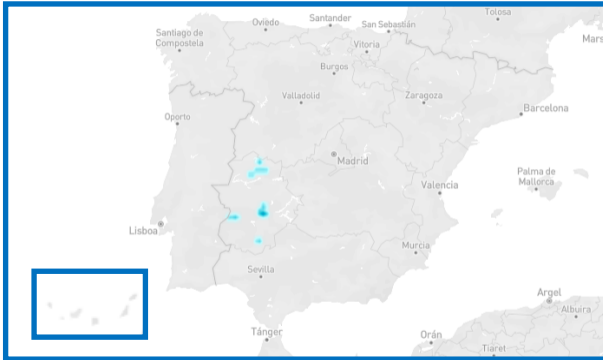 Tolosa
Oviedo
Santander
San Sebastián
Santiago de
Compostela
Vitoria
Mars
Burgos
Valladolid
Zaragoza
Barcelona
Oporto
Madrid
Palma de
Mallorca
Valencia
Lisboa
Murcia
Sevilla
Argel
Albuira
Tánger
Orán
Tiaret